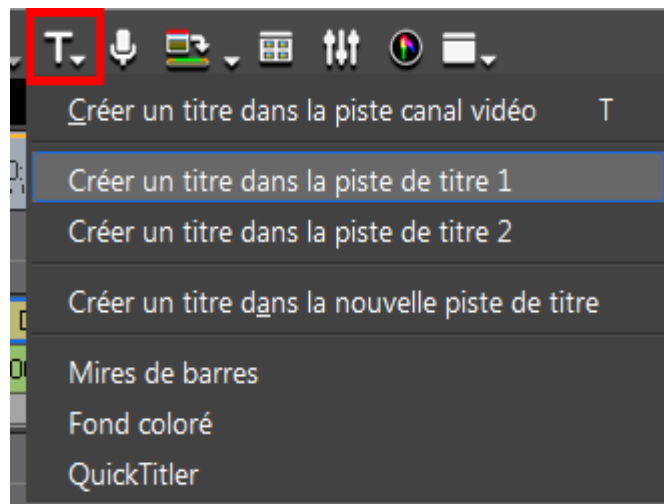 T
Créer un titre dans la piste canal vidéo T
Créer un titre dans la piste de titre 1
Créer un titre dans la piste de titre 2
Créer un titre dans la nouvelle piste de titre
Mires de barres
Fond coloré
QuickTitler